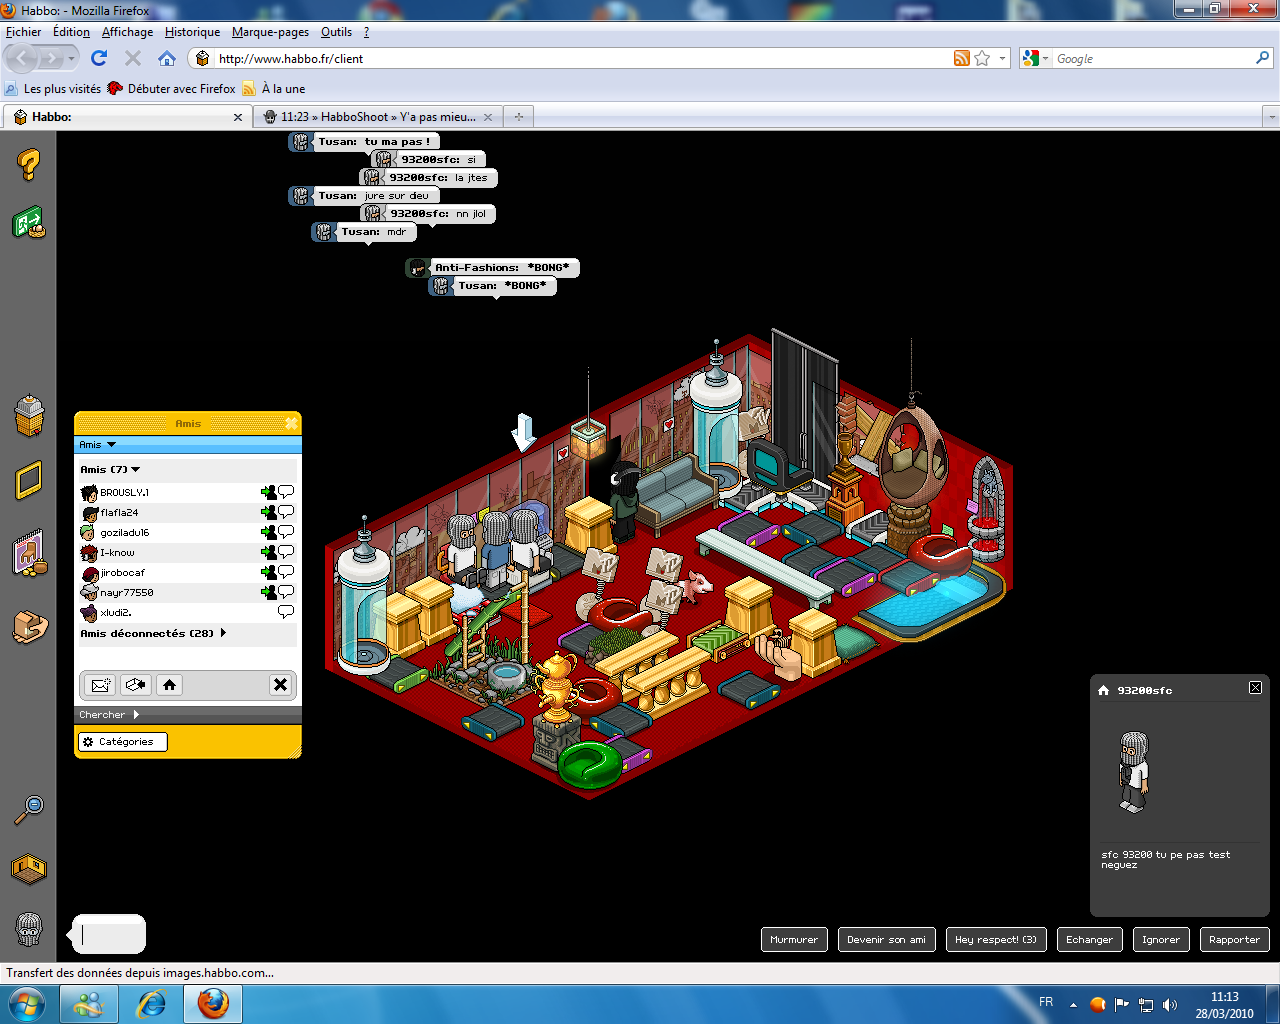 Habbo: - Mozilla Firefox
Fichier Édition Affichage Historique Marque-pages Outils ?
http://www.habbo.fr/client
Google
Les plus visités Débuter avec Firefox À la une
Habbo:
11:23 » HabboShoot » Y'a pas mieu...
Tusan: tu ma pas !
93200sfc: si
93200sfc: la jtes
Tusan: jure sur dieu
93200sfc: nn jlol
Tusan: mdr
Anti-Fashions: *BONG*
Tusan: *BONG*
Amis
Amis
Amis (7)
BROUSLY.1
flafla24
goziladu16
I-know
jirobocaf
nayr77550
xludi2.
Amis déconnectés (28)
Chercher
Catégories
MTV
MTV
MTV
MTV
93200sfc
sfc 93200 tu pe pas test
neguez
Murmurer
Devenir son ami
Hey respect! (3)
Echanger
Ignorer
Rapporter
Transfert des données depuis images.habbo.com...
FR
11:13
28/03/2010